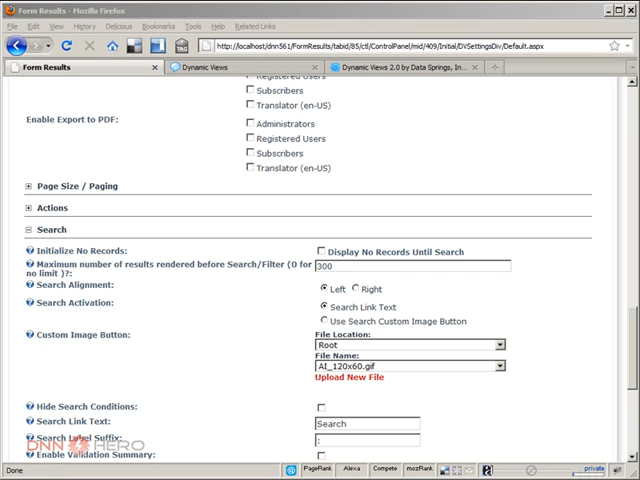 Form Results - Mozilla Firefox
File Edit View History Delicious Bookmarks Tools Help Related Links
http://localhost/dnn561/FormResults/tabid/85/ctl/ControlPanel/mid/409/Initial/DVSettingsDiv/Default.aspx
Form Results Dynamic Views Dynamic Views 2.0 by Data Springs, In...
Registered Users
Subscribers
Translator (en-US)
Enable Export to PDF:
Administrators
Registered Users
Subscribers
Translator (en-US)
Page Size / Paging
Actions
Search
Initialize No Records:
Display No Records Until Search
Maximum number of results rendered before Search/Filter (0 for
no limit )?:
300
Search Alignment:
Left Right
Search Activation:
Search Link Text
Use Search Custom Image Button
Custom Image Button:
File Location:
Root
File Name:
AI_120x60.gif
Upload New File
Hide Search Conditions:
Search Link Text:
Search
Search Label Suffix:
:
DNN HERO
Enable Validation Summary:
Done
PageRank Alexa Compete mozRank
private